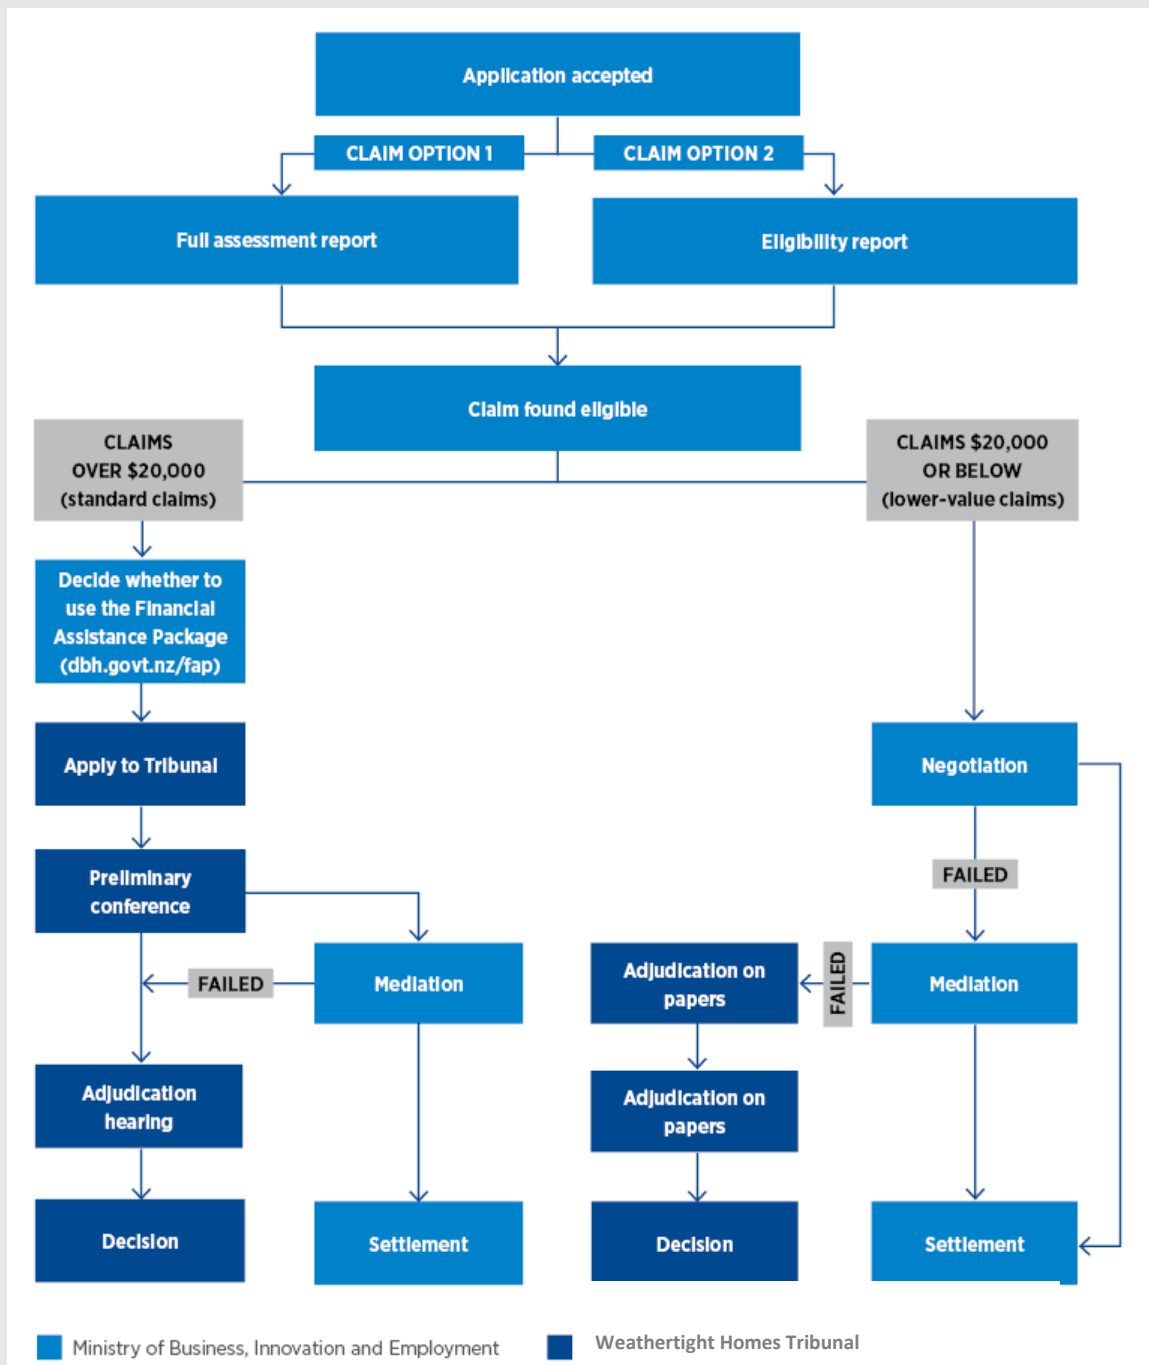 Application accepted
CLAIM OPTION 1
CLAIM OPTION 2
Full assessment report
Eligibility report
Claim found eligible
CLAIMS
OVER $20,000
(standard claims)
CLAIMS $20,000
OR BELOW
(lower-value claims)
Decide whether to
use the Financial
Assistance Package
(dbh.govt.nz/fap)
Apply to Tribunal
Negotiation
Preliminary
conference
FAILED
FAILED
Mediation
Adjudication on
papers
FAILED
Mediation
Adjudication
hearing
Adjudication on
papers
Decision
Settlement
Decision
Settlement
Ministry of Business, Innovation and Employment
Weathertight Homes Tribunal